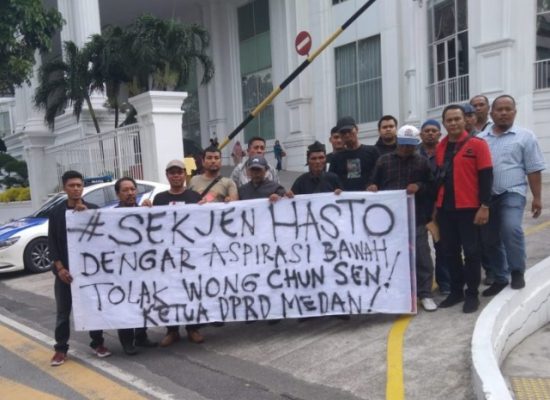 #SEKJEN HASTO
DENGAR ASPIRASI BAWAH
TOLAK WONG CHUN SEN!
KETUA DPRD MEDAN!